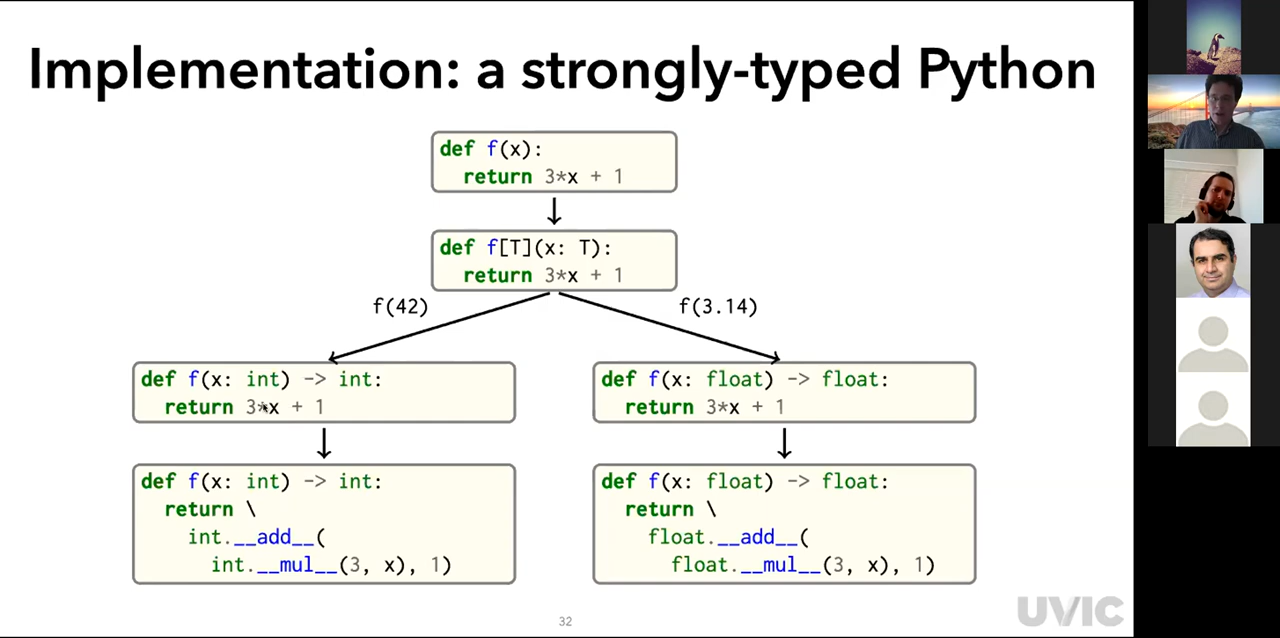 Implementation: a strongly-typed Python
def f(x):
return 3*x + 1
def f[T](x: T):
return 3*x + 1
f(42)
f(3.14)
def f(x: int) -> int:
return 3*x + 1
def f(x: float) -> float:
return 3*x + 1
def f(x: int) -> int:
return \
int.__add__(
int.__mul__(3, x), 1)
def f(x: float) -> float:
return \
float.__add__(
float.__mul__(3, x), 1)
32
UVIC